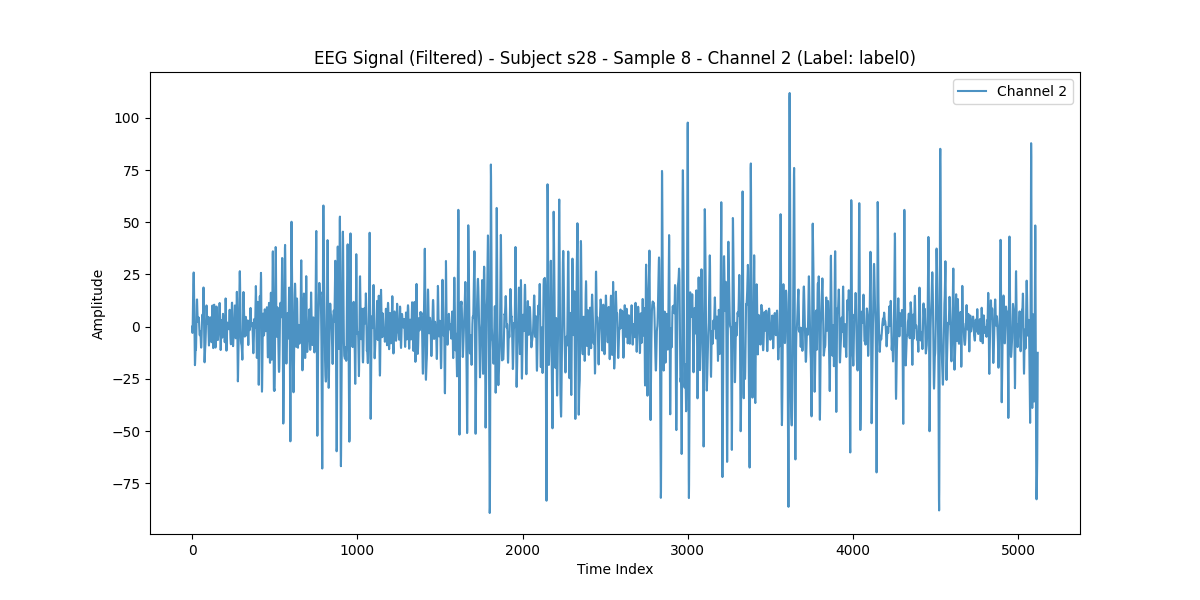 EEG Signal (Filtered) - Subject s28 - Sample 8 - Channel 2 (Label: label0)
Channel 2
100
75
50
25
0
−25
−50
−75
Amplitude
0 1000 2000 3000 4000 5000
Time Index